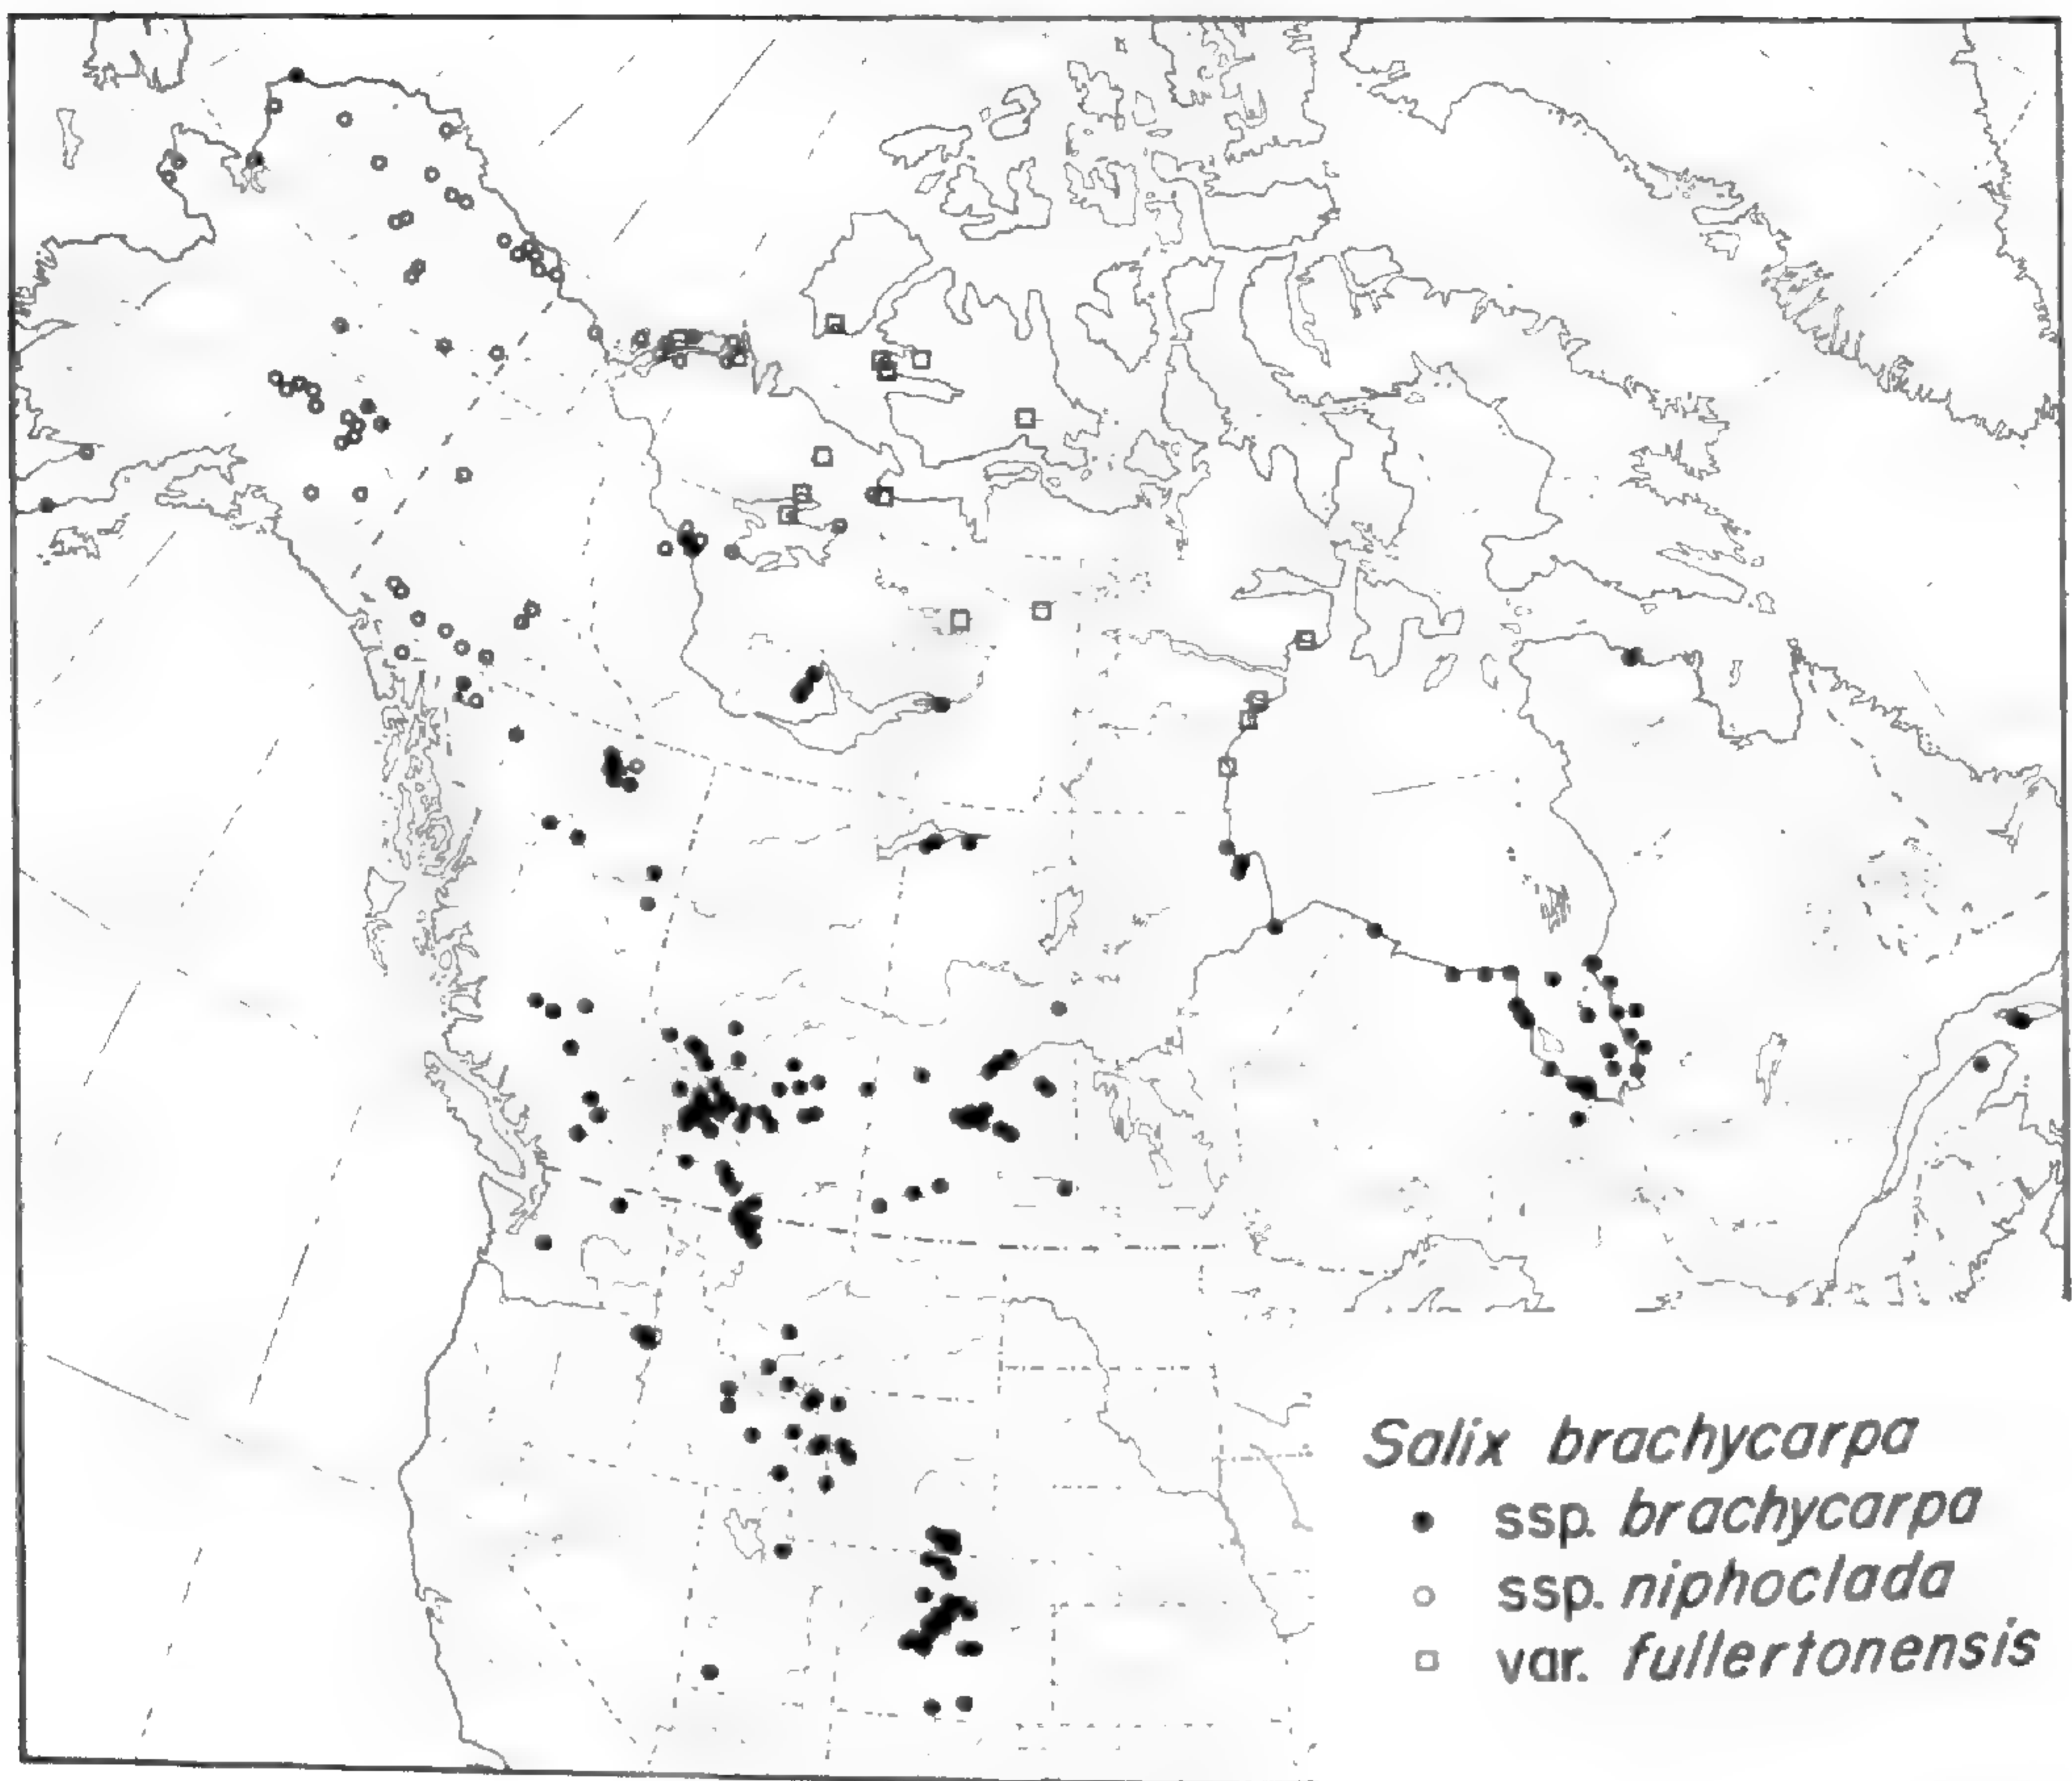 Salix brachycarpa
ssp. brachycarpa
ssp. niphoclada
var. fullertonensis